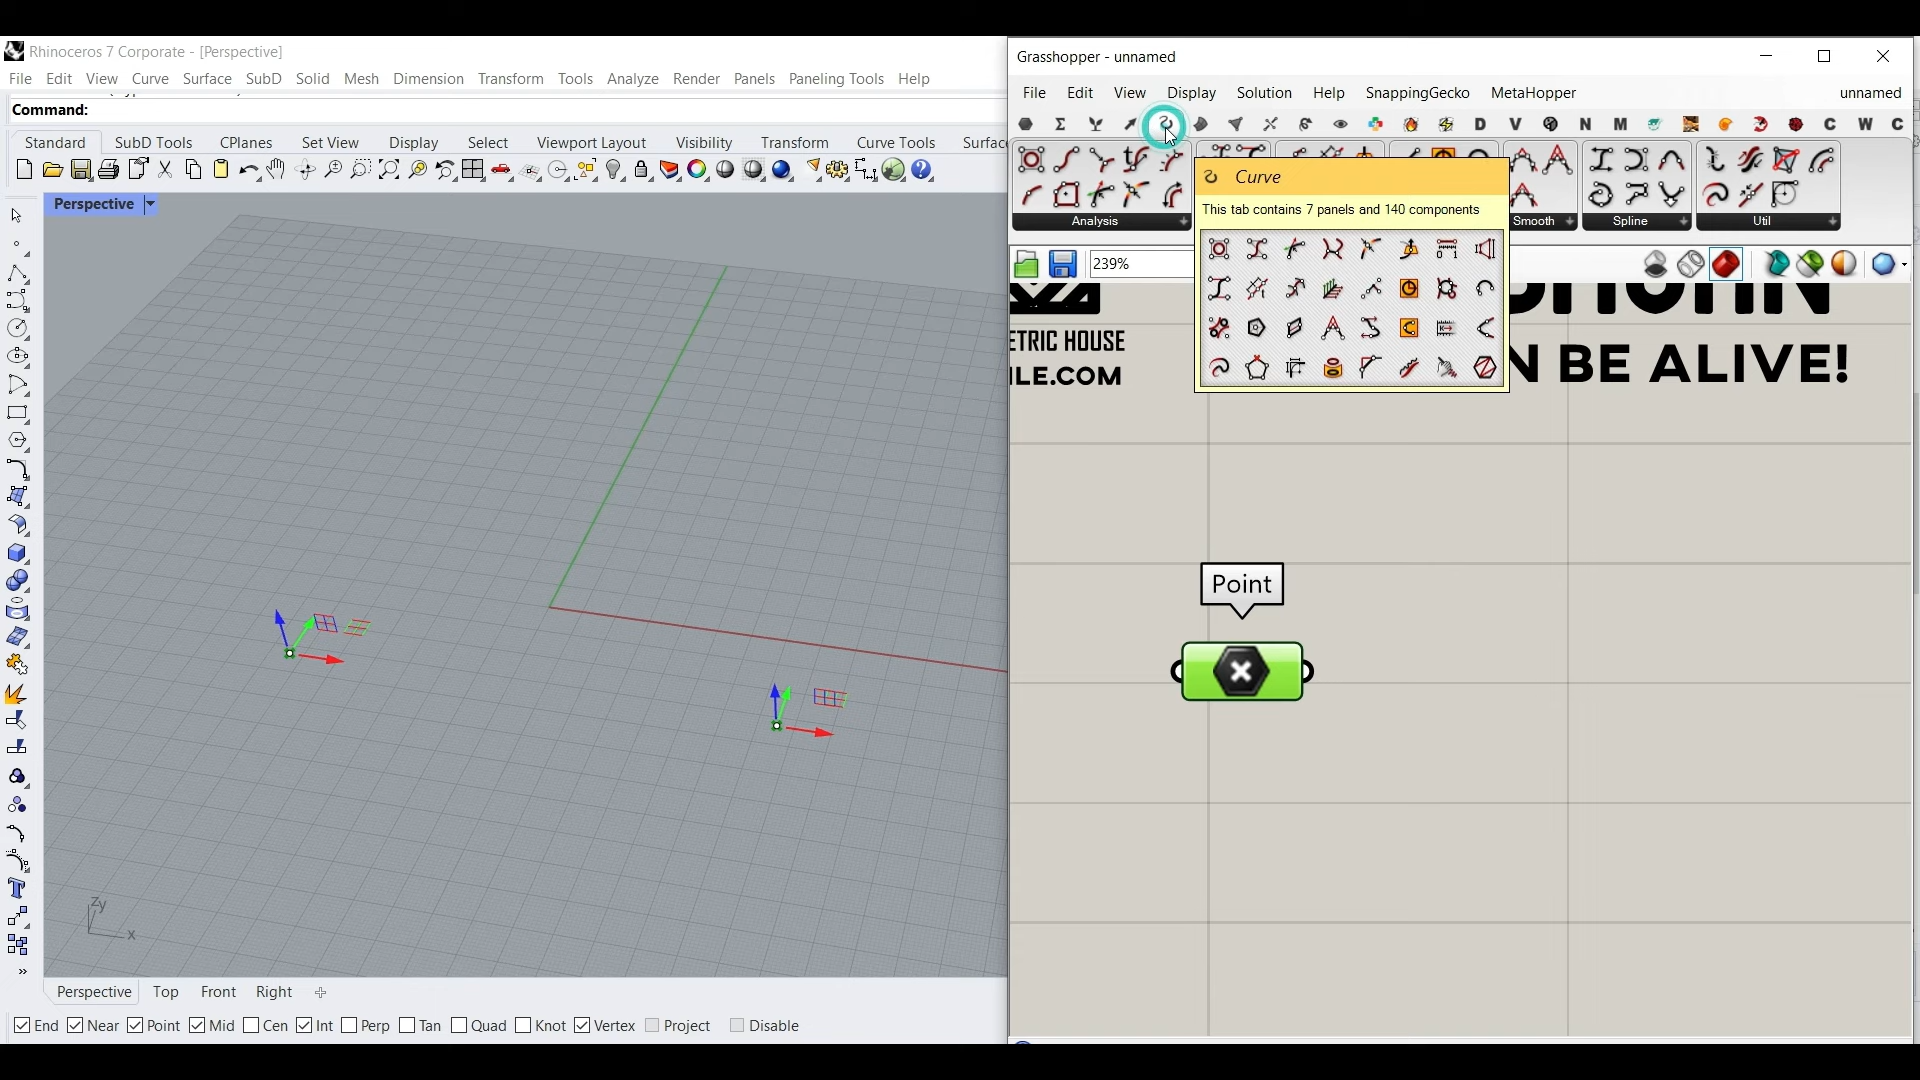 Rhinoceros 7 Corporate - [Perspective]
File Edit View Curve Surface SubD Solid Mesh Dimension Transform Tools Analyze Render Panels Paneling Tools Help
Command:
Standard SubD Tools CPlanes Set View Display Select Viewport Layout Visibility Transform Curve Tools Surfac
Perspective
z y
x
Perspective Top Front Right
End Near Point Mid Cen Int Perp Tan Quad Knot Vertex Project Disable
Grasshopper - unnamed
File Edit View Display Solution Help SnappingGecko MetaHopper unnamed
D V N M C W C
Analysis Smooth Spline Util
Curve
This tab contains 7 panels and 140 components
239%
ETRIC HOUSE
ILE.COM
N BE ALIVE!
Point